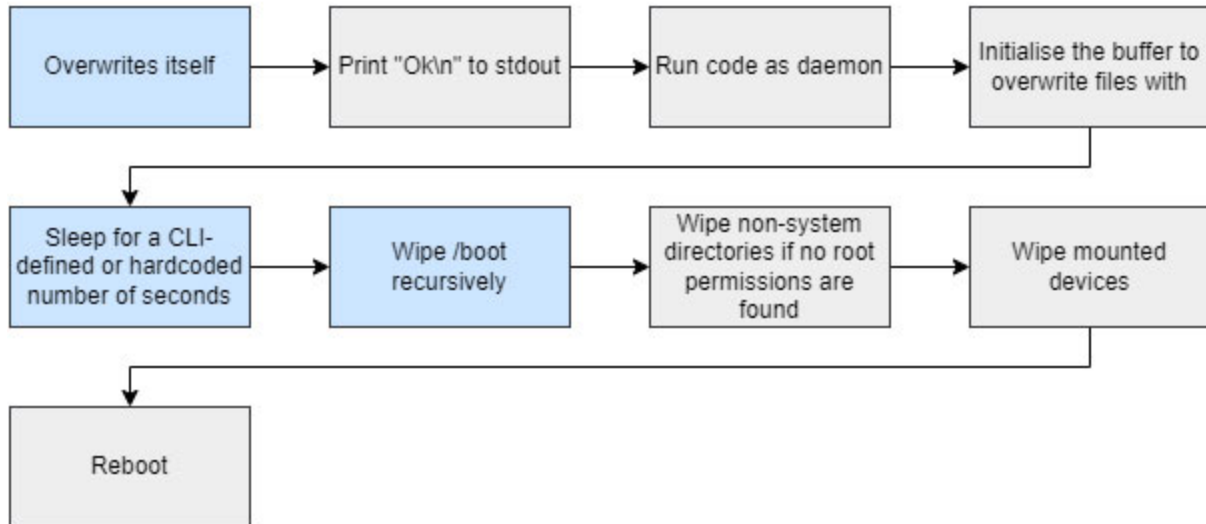 Overwrites itself
Print "Ok\n" to stdout
Run code as daemon
Initialise the buffer to
overwrite files with
Sleep for a CLI-
defined or hardcoded
number of seconds
Wipe /boot
recursively
Wipe non-system
directories if no root
permissions are
found
Wipe mounted
devices
Reboot